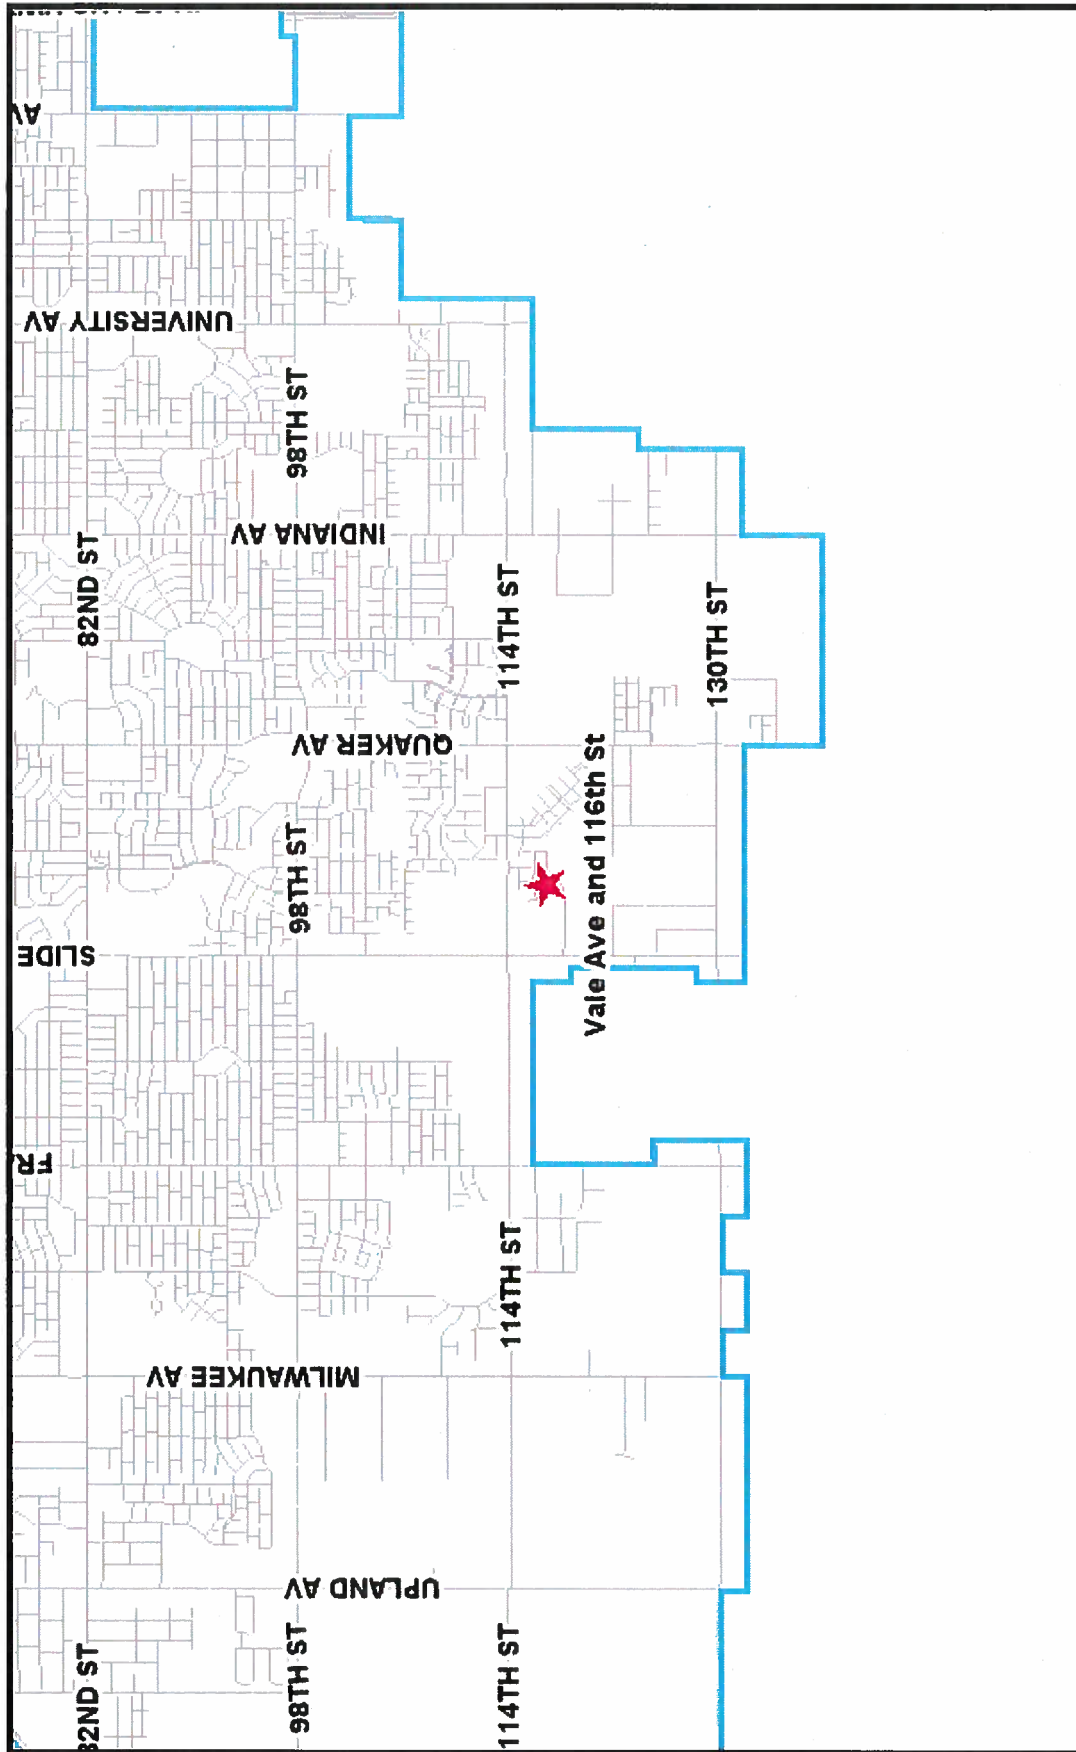 SLIDE
UNIVERSITY AV
AV
82ND ST
82ND ST
MILWAUKEE AV
INDIANA AV
98TH ST
98TH ST
98TH ST
UPLAND AV
QUAKER AV
114TH ST
114TH ST
114TH ST
Vale Ave and 116th St
130TH ST